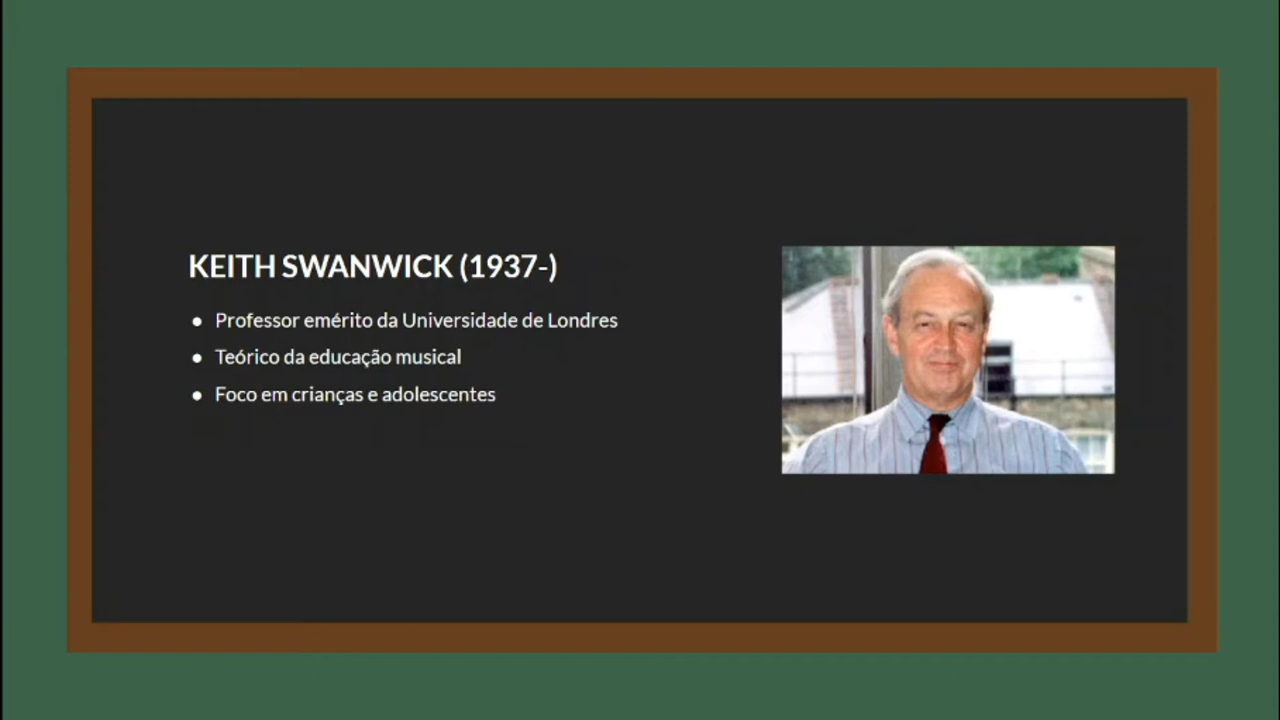 KEITH SWANWICK (1937-)
● Professor emérito da Universidade de Londres
● Teórico da educação musical
● Foco em crianças e adolescentes